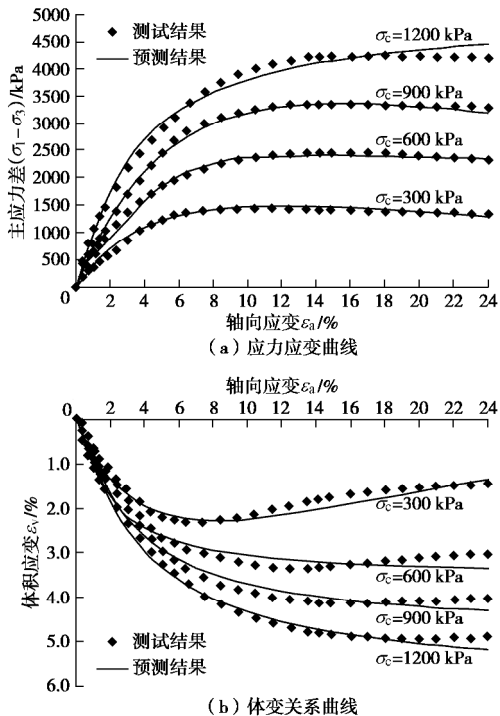 5000
4500
4000
3500
3000
2500
2000
1500
1000
500
0
主应力差(σ₁-σ₃)/kPa
测试结果
预测结果
σc=1200 kPa
σc=900 kPa
σc=600 kPa
σc=300 kPa
2 4 6 8 10 12 14 16 18 20 22 24
轴向应变εa/%
(a) 应力应变曲线
轴向应变εa/%
0 2 4 6 8 10 12 14 16 18 20 22 24
1.0
2.0
3.0
4.0
5.0
6.0
体积应变εv/%
σc=300 kPa
σc=600 kPa
σc=900 kPa
σc=1200 kPa
测试结果
预测结果
(b) 体变关系曲线